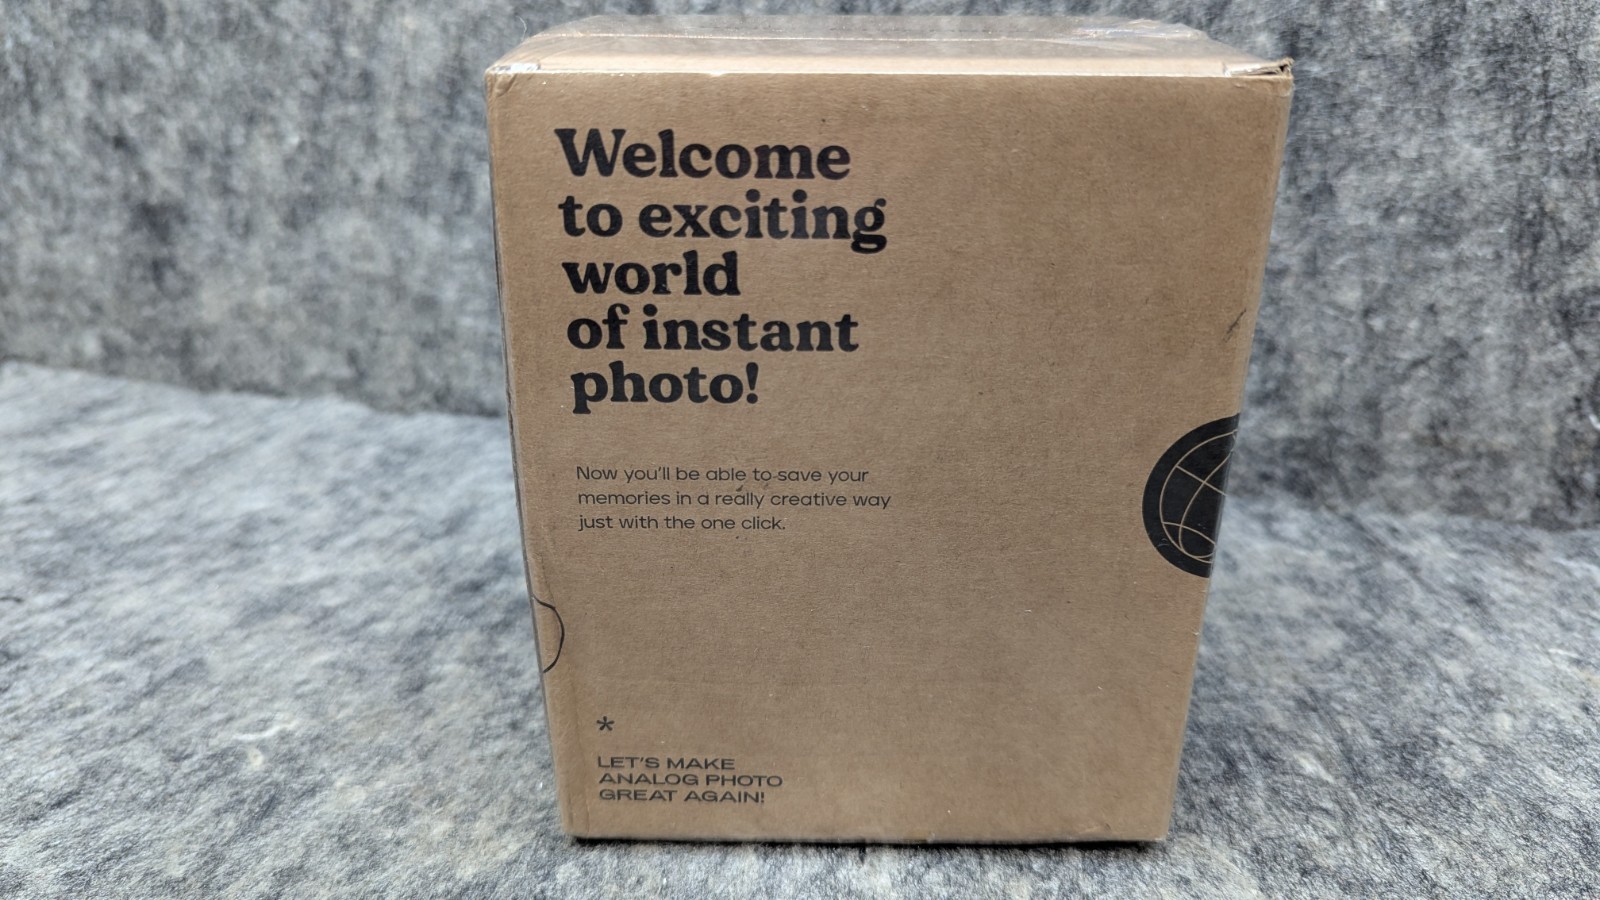 Welcome
to exciting
world
of instant
photo!
Now you'll be able to save your
memories in a really creative way
just with the one click.
*
LET'S MAKE
ANALOG PHOTO
GREAT AGAIN!